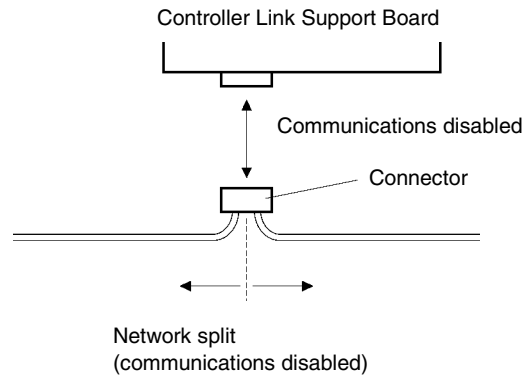 Controller Link Support Board
Communications disabled
Connector
Network split
(communications disabled)